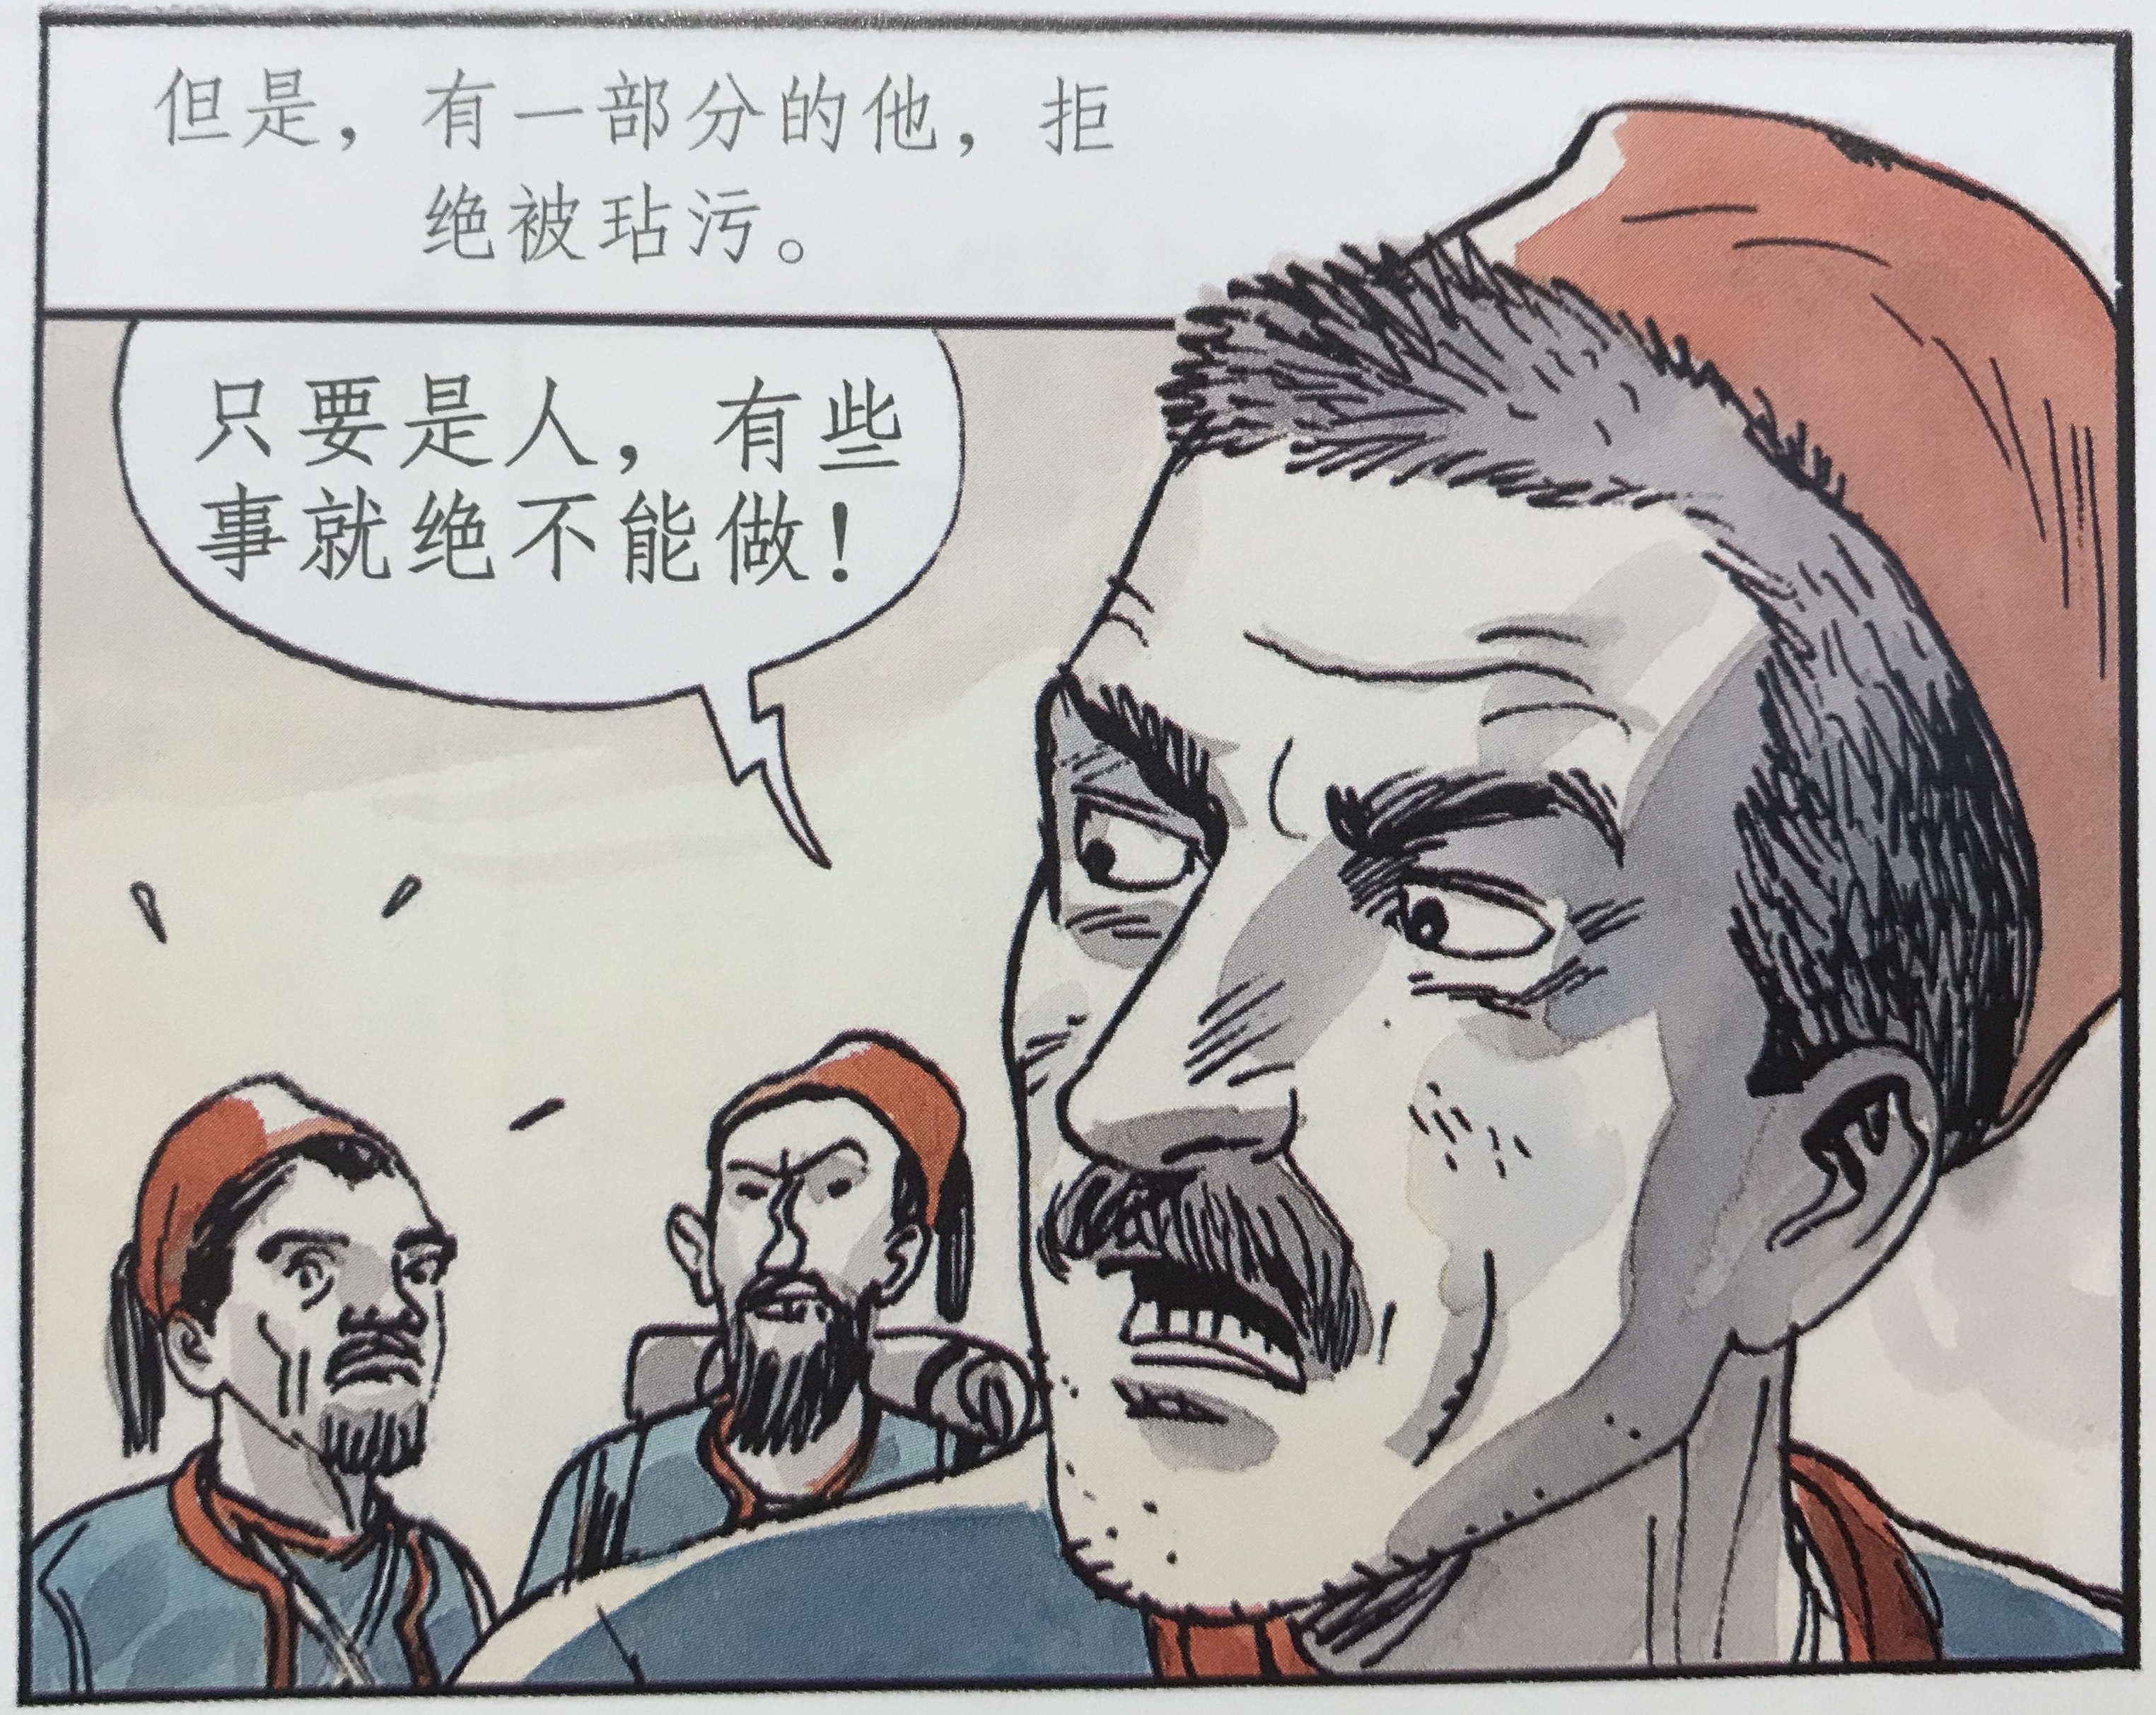 但是，有一部分的他，拒
绝被玷污。
只要是人，有些
事就绝不能做！